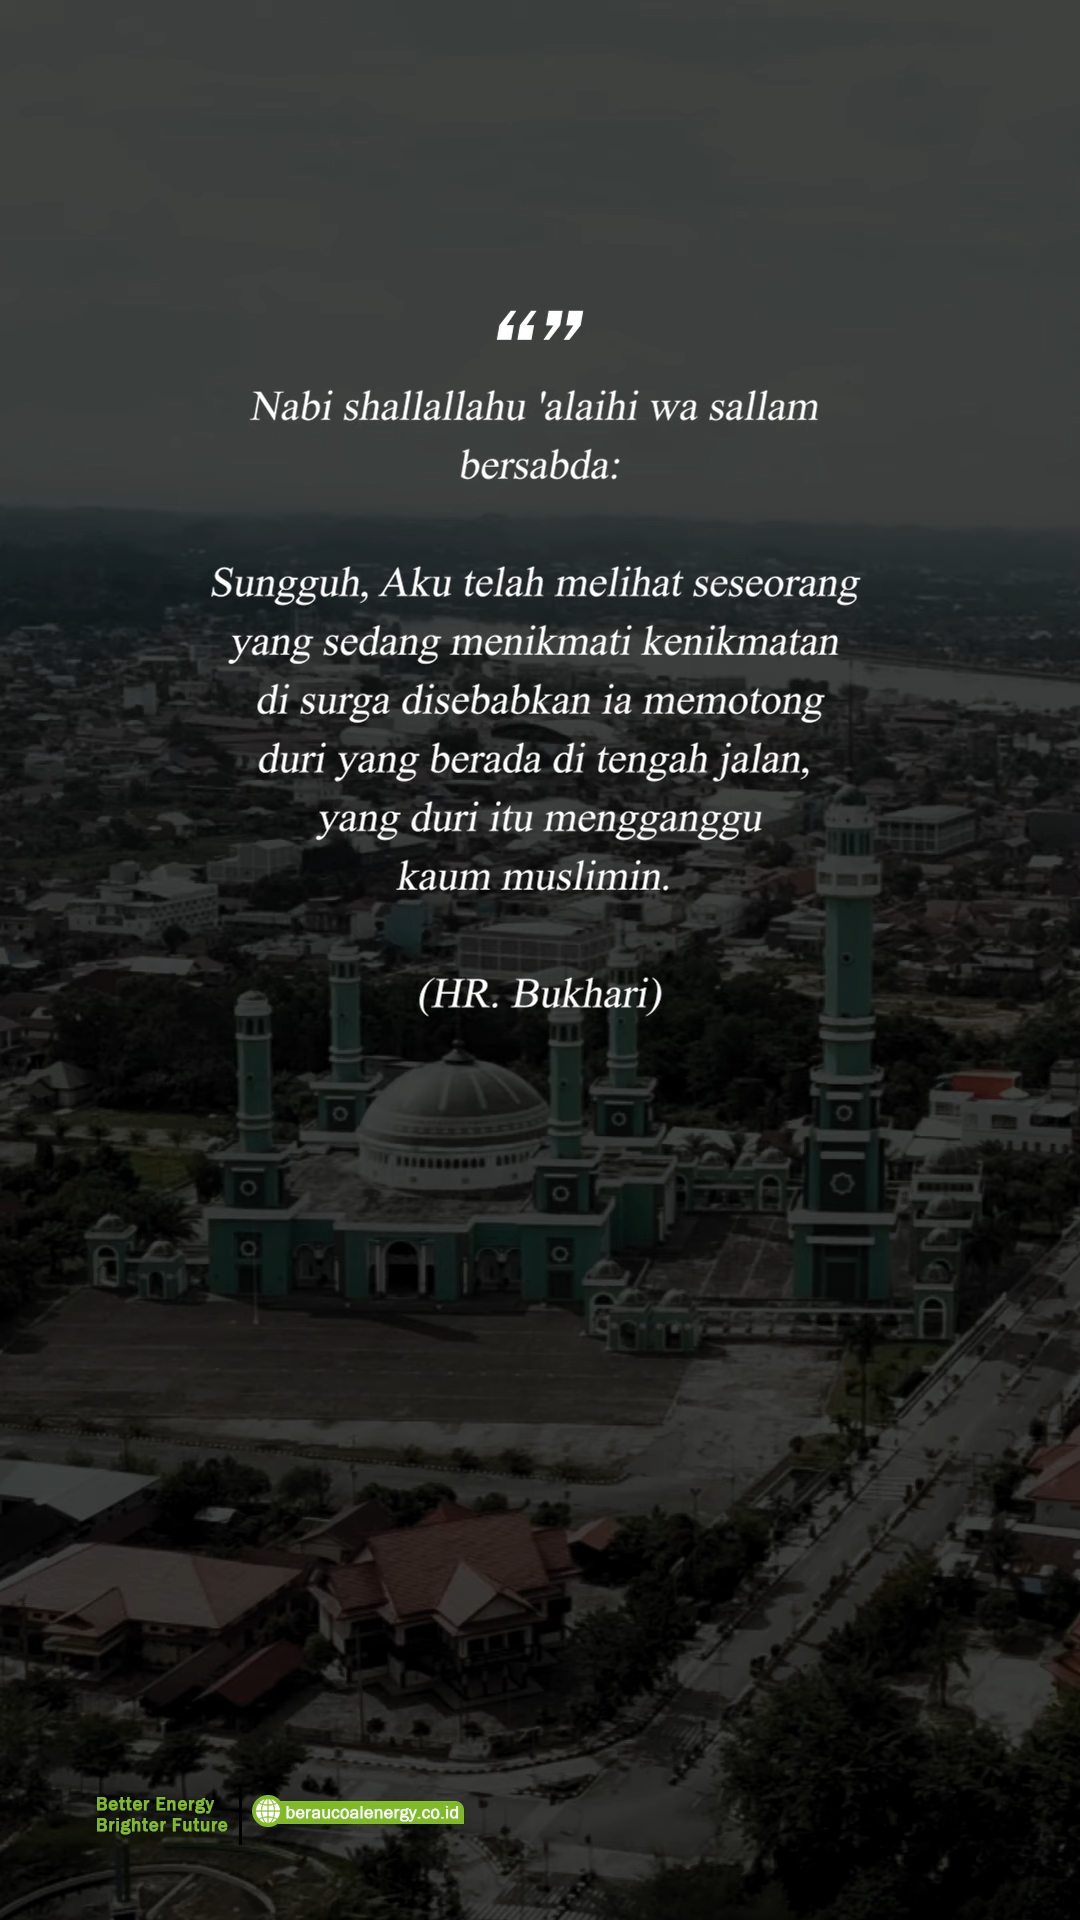 “”
Nabi shallallahu 'alaihi wa sallam
bersabda:
Sungguh, Aku telah melihat seseorang
yang sedang menikmati kenikmatan
di surga disebabkan ia memotong
duri yang berada di tengah jalan,
yang duri itu mengganggu
kaum muslimin.
(HR. Bukhari)
Better Energy
Brighter Future
beraucoalenergy.co.id